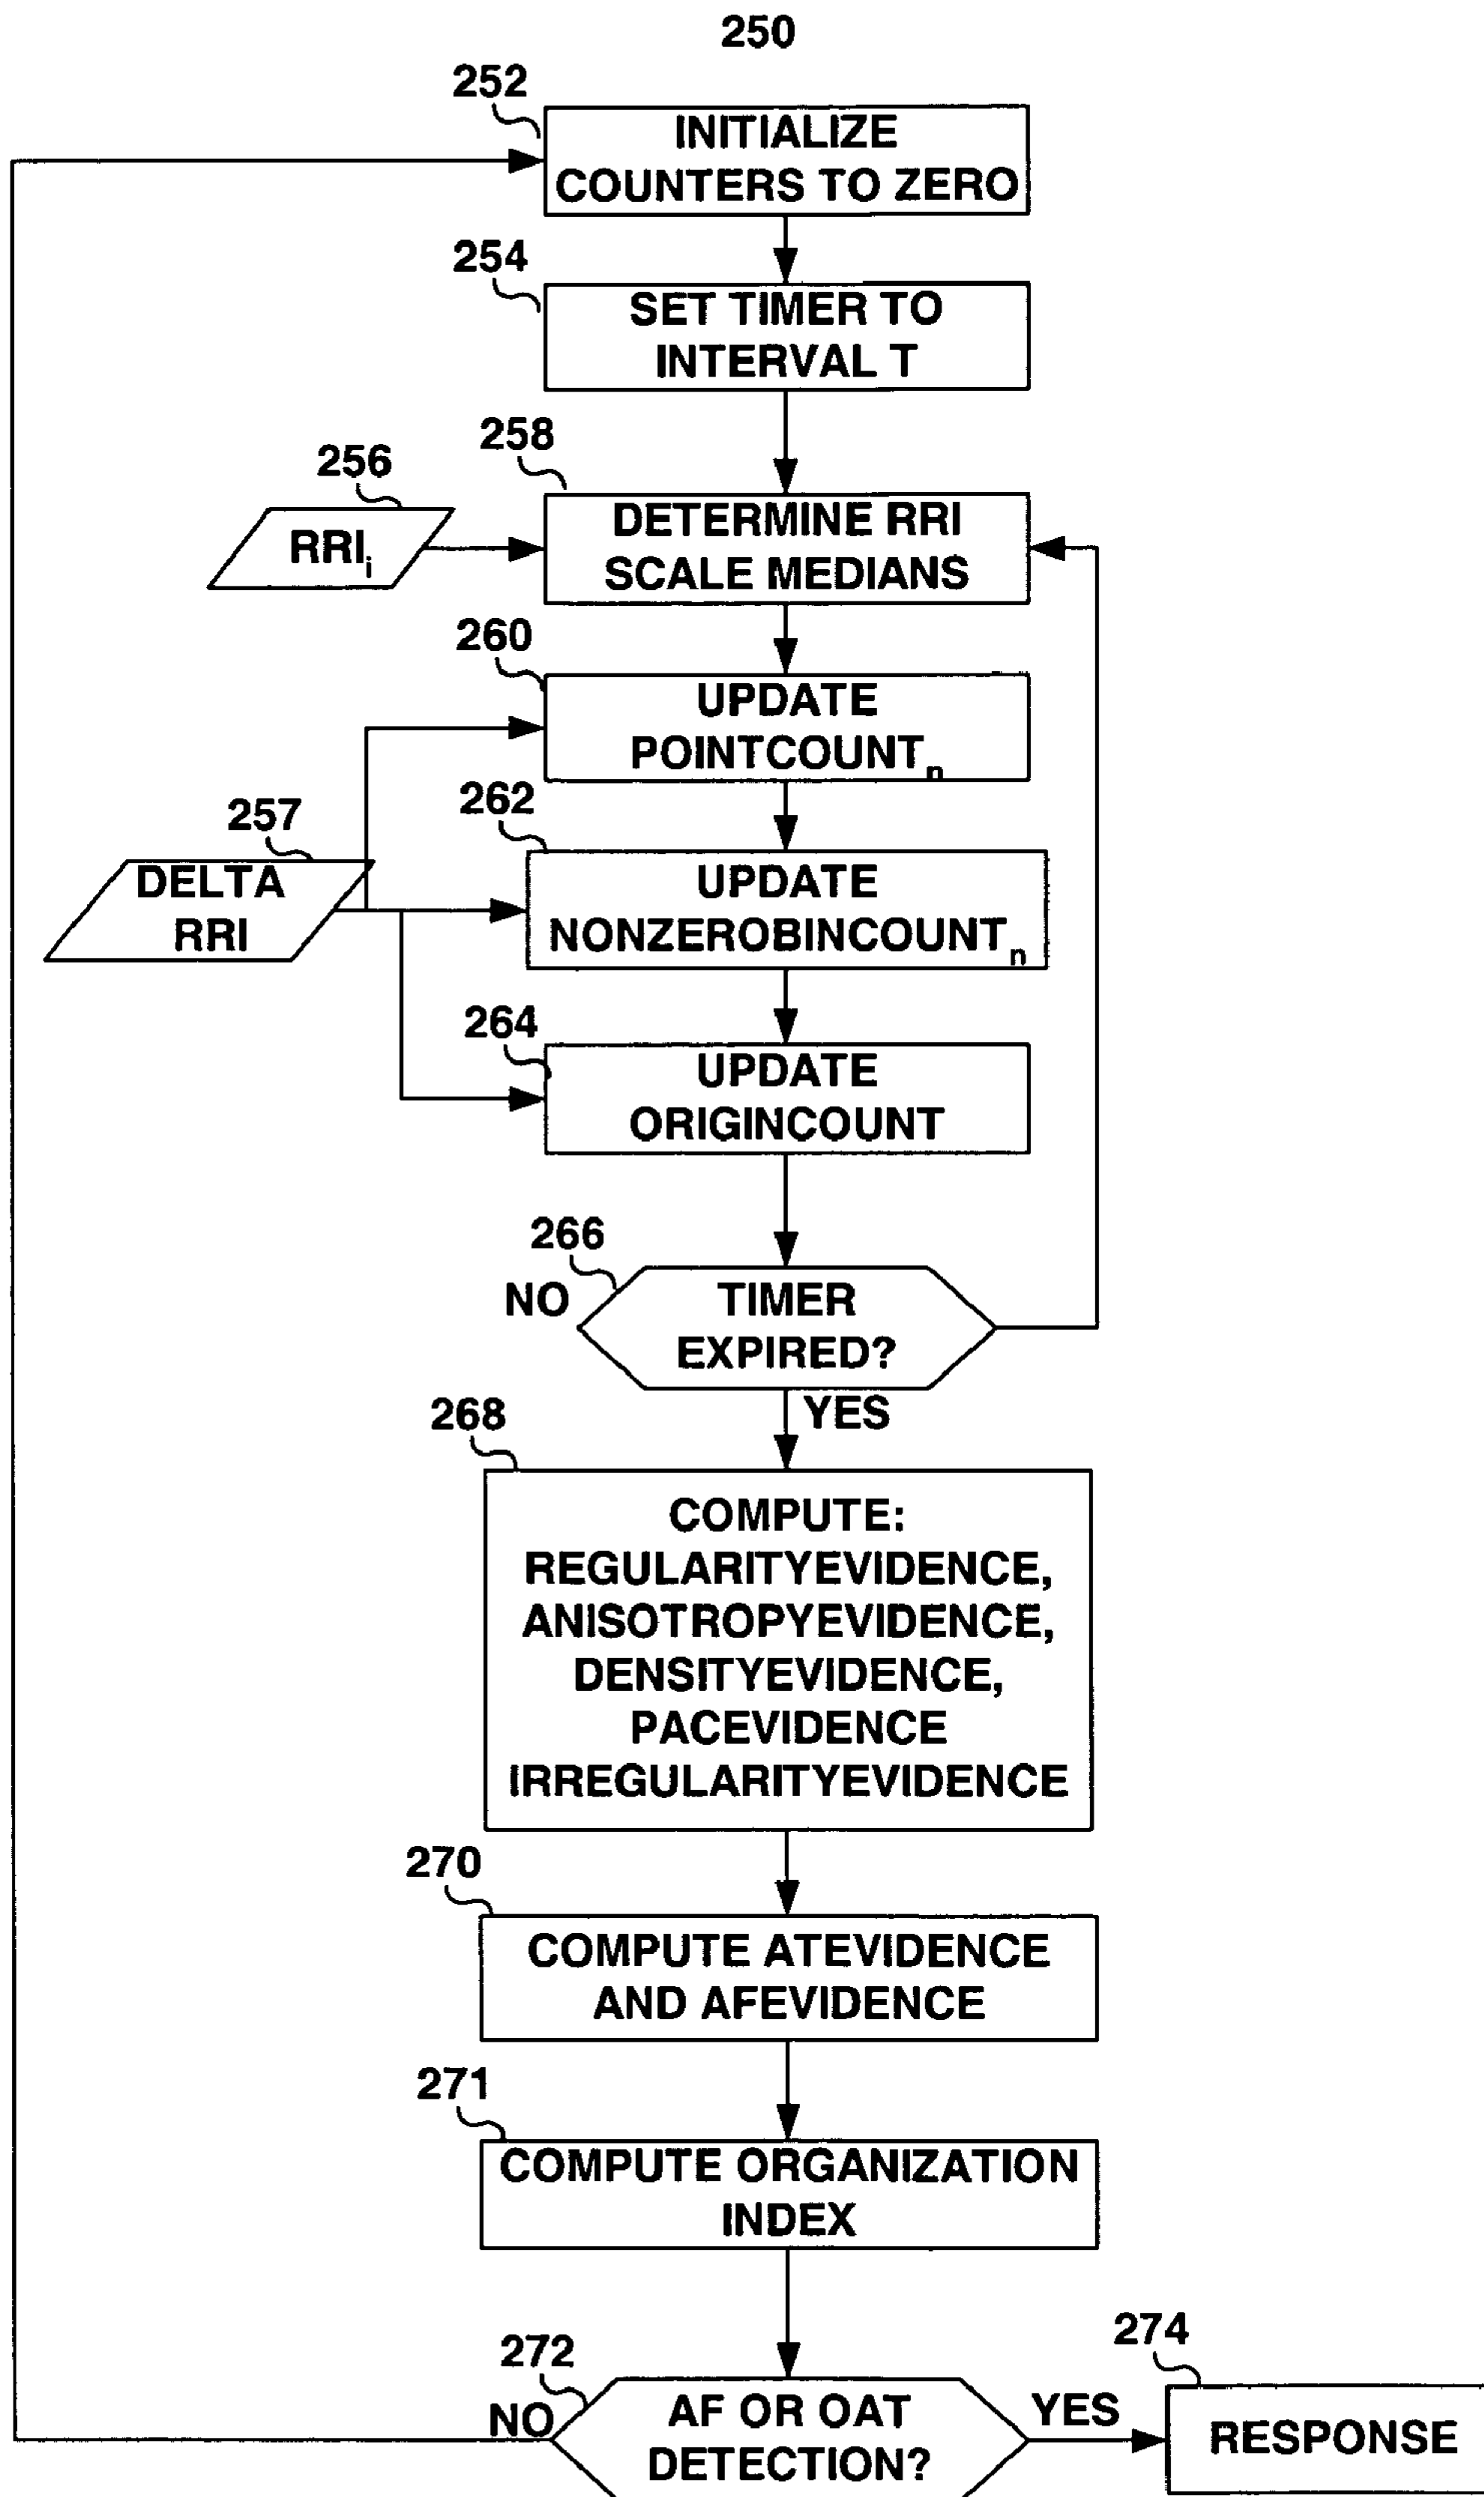 250
252
INITIALIZE
COUNTERS TO ZERO
254
SET TIMER TO
INTERVAL T
258
256
RRIi
DETERMINE RRI
SCALE MEDIANS
260
UPDATE
POINTCOUNTn
262
257
DELTA
RRI
UPDATE
NONZEROBINCOUNTn
264
UPDATE
ORIGINCOUNT
266
NO
TIMER
EXPIRED?
YES
268
COMPUTE:
REGULARITYEVIDENCE,
ANISOTROPYEVIDENCE,
DENSITYEVIDENCE,
PACEVIDENCE
IRREGULARITYEVIDENCE
270
COMPUTE ATEVIDENCE
AND AFEVIDENCE
271
COMPUTE ORGANIZATION
INDEX
272
274
NO
AF OR OAT
DETECTION?
YES
RESPONSE